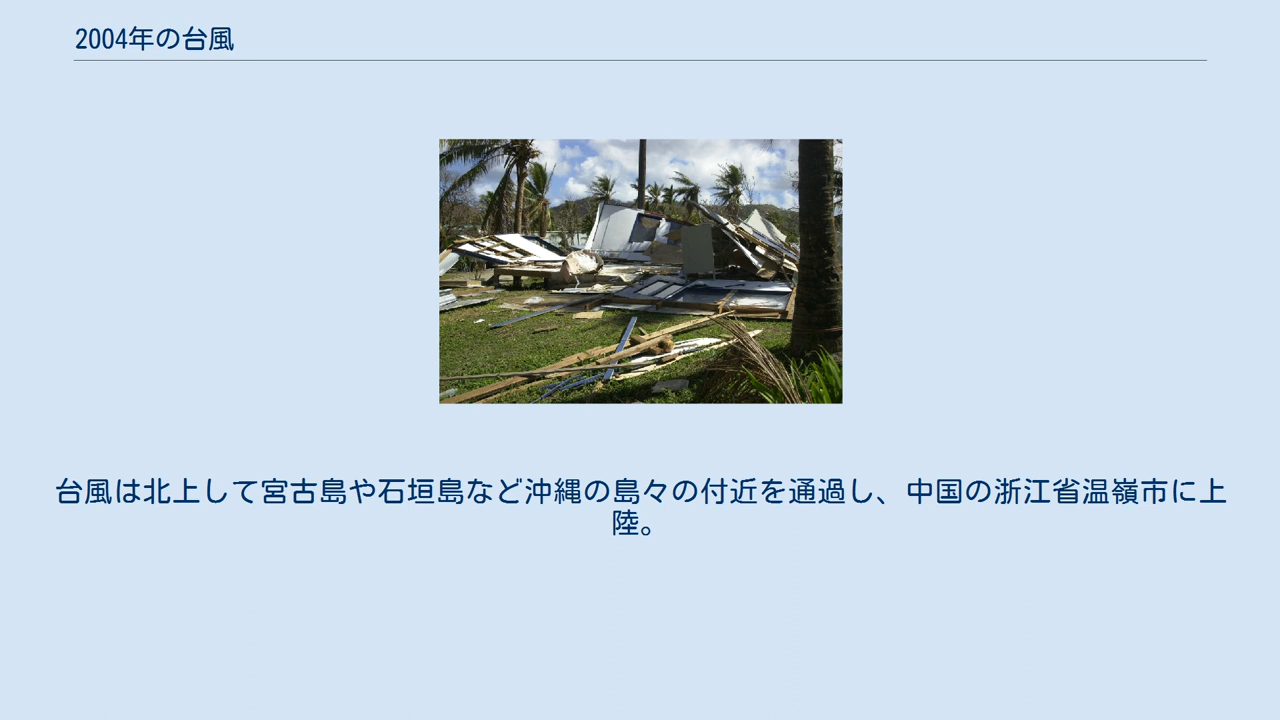 2004年の台風
台風は北上して宮古島や石垣島など沖縄の島々の付近を通過し、中国の浙江省温嶺市に上
陸。